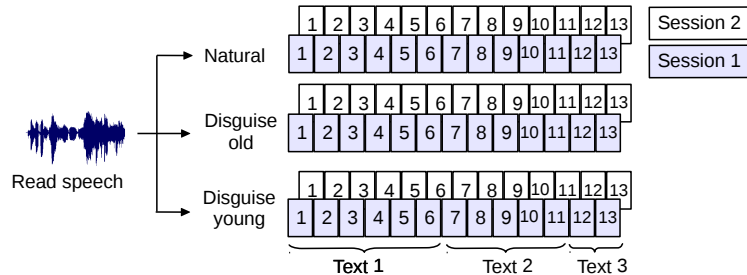 1 2 3 4 5 6 7 8 9 10 11 12 13
Session 2
Natural
1 2 3 4 5 6 7 8 9 10 11 12 13
Session 1
1 2 3 4 5 6 7 8 9 10 11 12 13
Disguise
old
1 2 3 4 5 6 7 8 9 10 11 12 13
Read speech
1 2 3 4 5 6 7 8 9 10 11 12 13
Disguise
young
1 2 3 4 5 6 7 8 9 10 11 12 13
Text 1 Text 2 Text 3